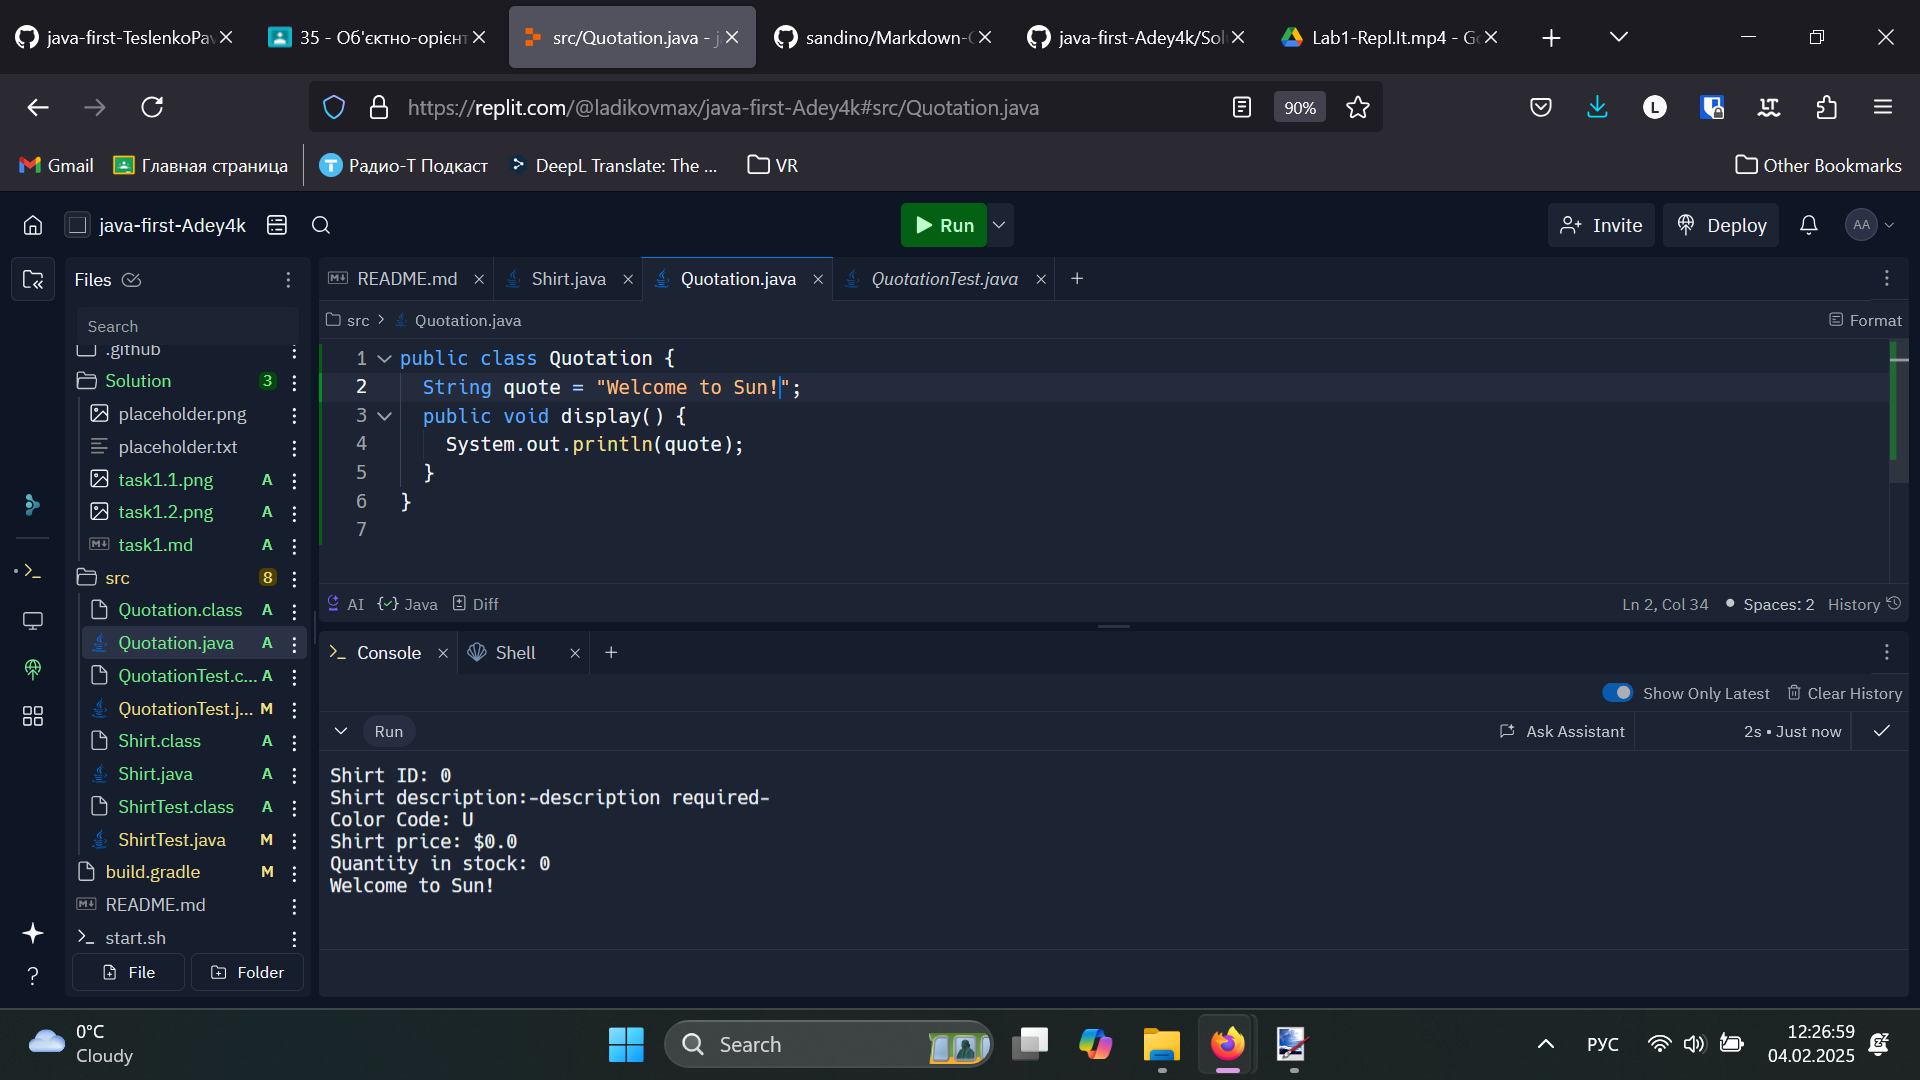 java-first-TeslenkoPav
35 - Об'єктно-орієнт
src/Quotation.java - j
sandino/Markdown-C
java-first-Adey4k/Solu
Lab1-Repl.It.mp4 - Go
https://replit.com/@ladikovmax/java-first-Adey4k#src/Quotation.java
90%
L
Gmail
Главная страница
Радио-Т Подкаст
DeepL Translate: The ...
VR
Other Bookmarks
java-first-Adey4k
Run
Invite
Deploy
AA
Files
README.md
Shirt.java
Quotation.java
QuotationTest.java
Search
src > Quotation.java
Format
.github
Solution 3
placeholder.png
placeholder.txt
task1.1.png A
task1.2.png A
task1.md A
src 8
Quotation.class A
Quotation.java A
QuotationTest.c... A
QuotationTest.j... M
Shirt.class A
Shirt.java A
ShirtTest.class A
ShirtTest.java M
build.gradle M
README.md
start.sh
File
Folder
1 public class Quotation {
2 String quote = "Welcome to Sun!";
3 public void display() {
4 System.out.println(quote);
5 }
6 }
7
AI
Java
Diff
Ln 2, Col 34
Spaces: 2
History
Console
Shell
Show Only Latest
Clear History
Run
Ask Assistant
2s • Just now
Shirt ID: 0
Shirt description:-description required-
Color Code: U
Shirt price: $0.0
Quantity in stock: 0
Welcome to Sun!
0°C
Cloudy
Search
РУС
12:26:59
04.02.2025